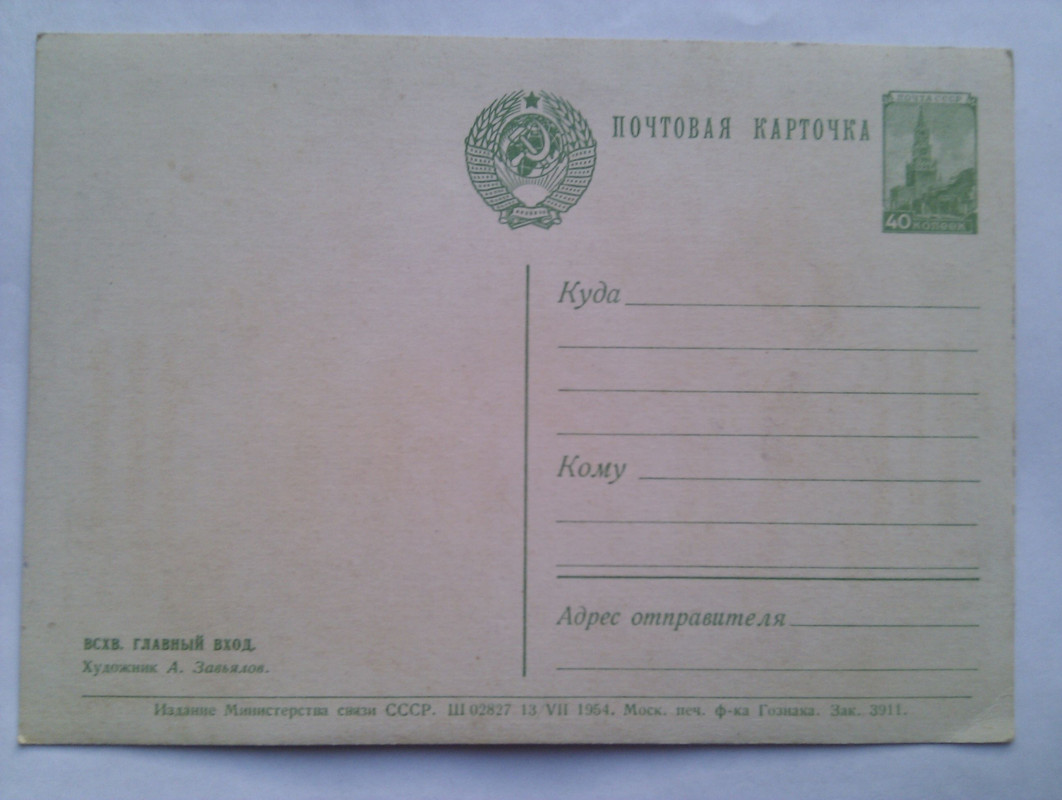 ПОЧТОВАЯ КАРТОЧКА
ПОЧТА СССР
40 КОПЕЕК
Куда
Кому
Адрес отправителя
ВСХВ. ГЛАВНЫЙ ВХОД.
Художник А. Завьялов.
Издание Министерства связи СССР. Ш 02827 13/VII 1954. Моск. печ. ф-ка Гознака. Зак. 3911.